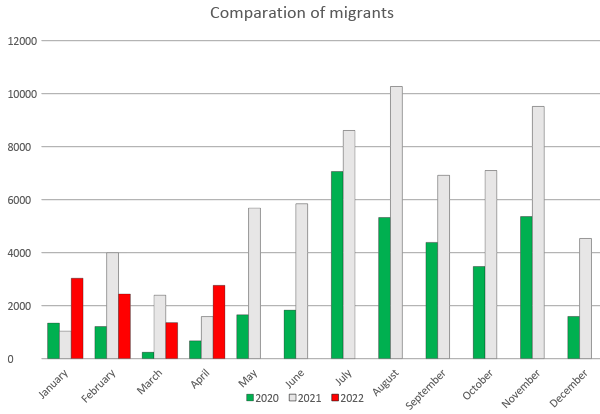 Comparation of migrants
12000
10000
8000
6000
4000
2000
0
January
February
March
April
May
June
July
August
September
October
November
December
2020 2021 2022